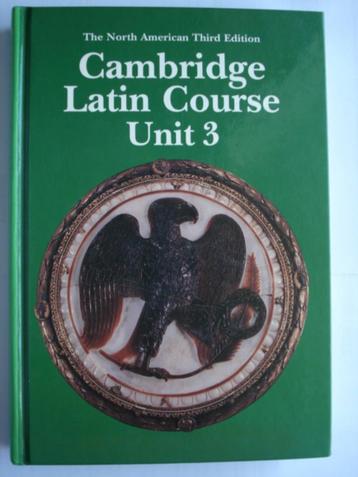 The North American Third Edition
Cambridge
Latin Course
Unit 3